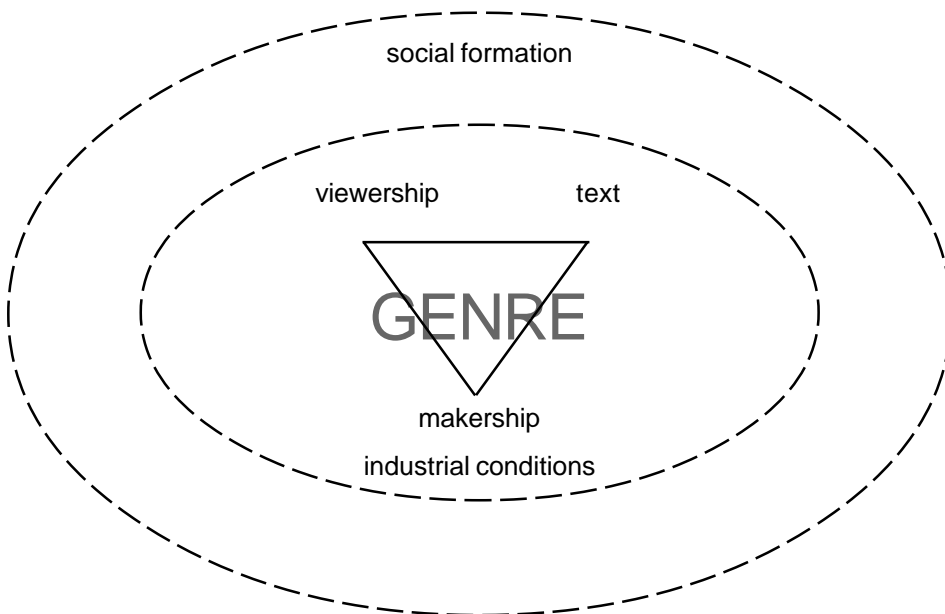 social formation
viewership text
GENRE
makership
industrial conditions